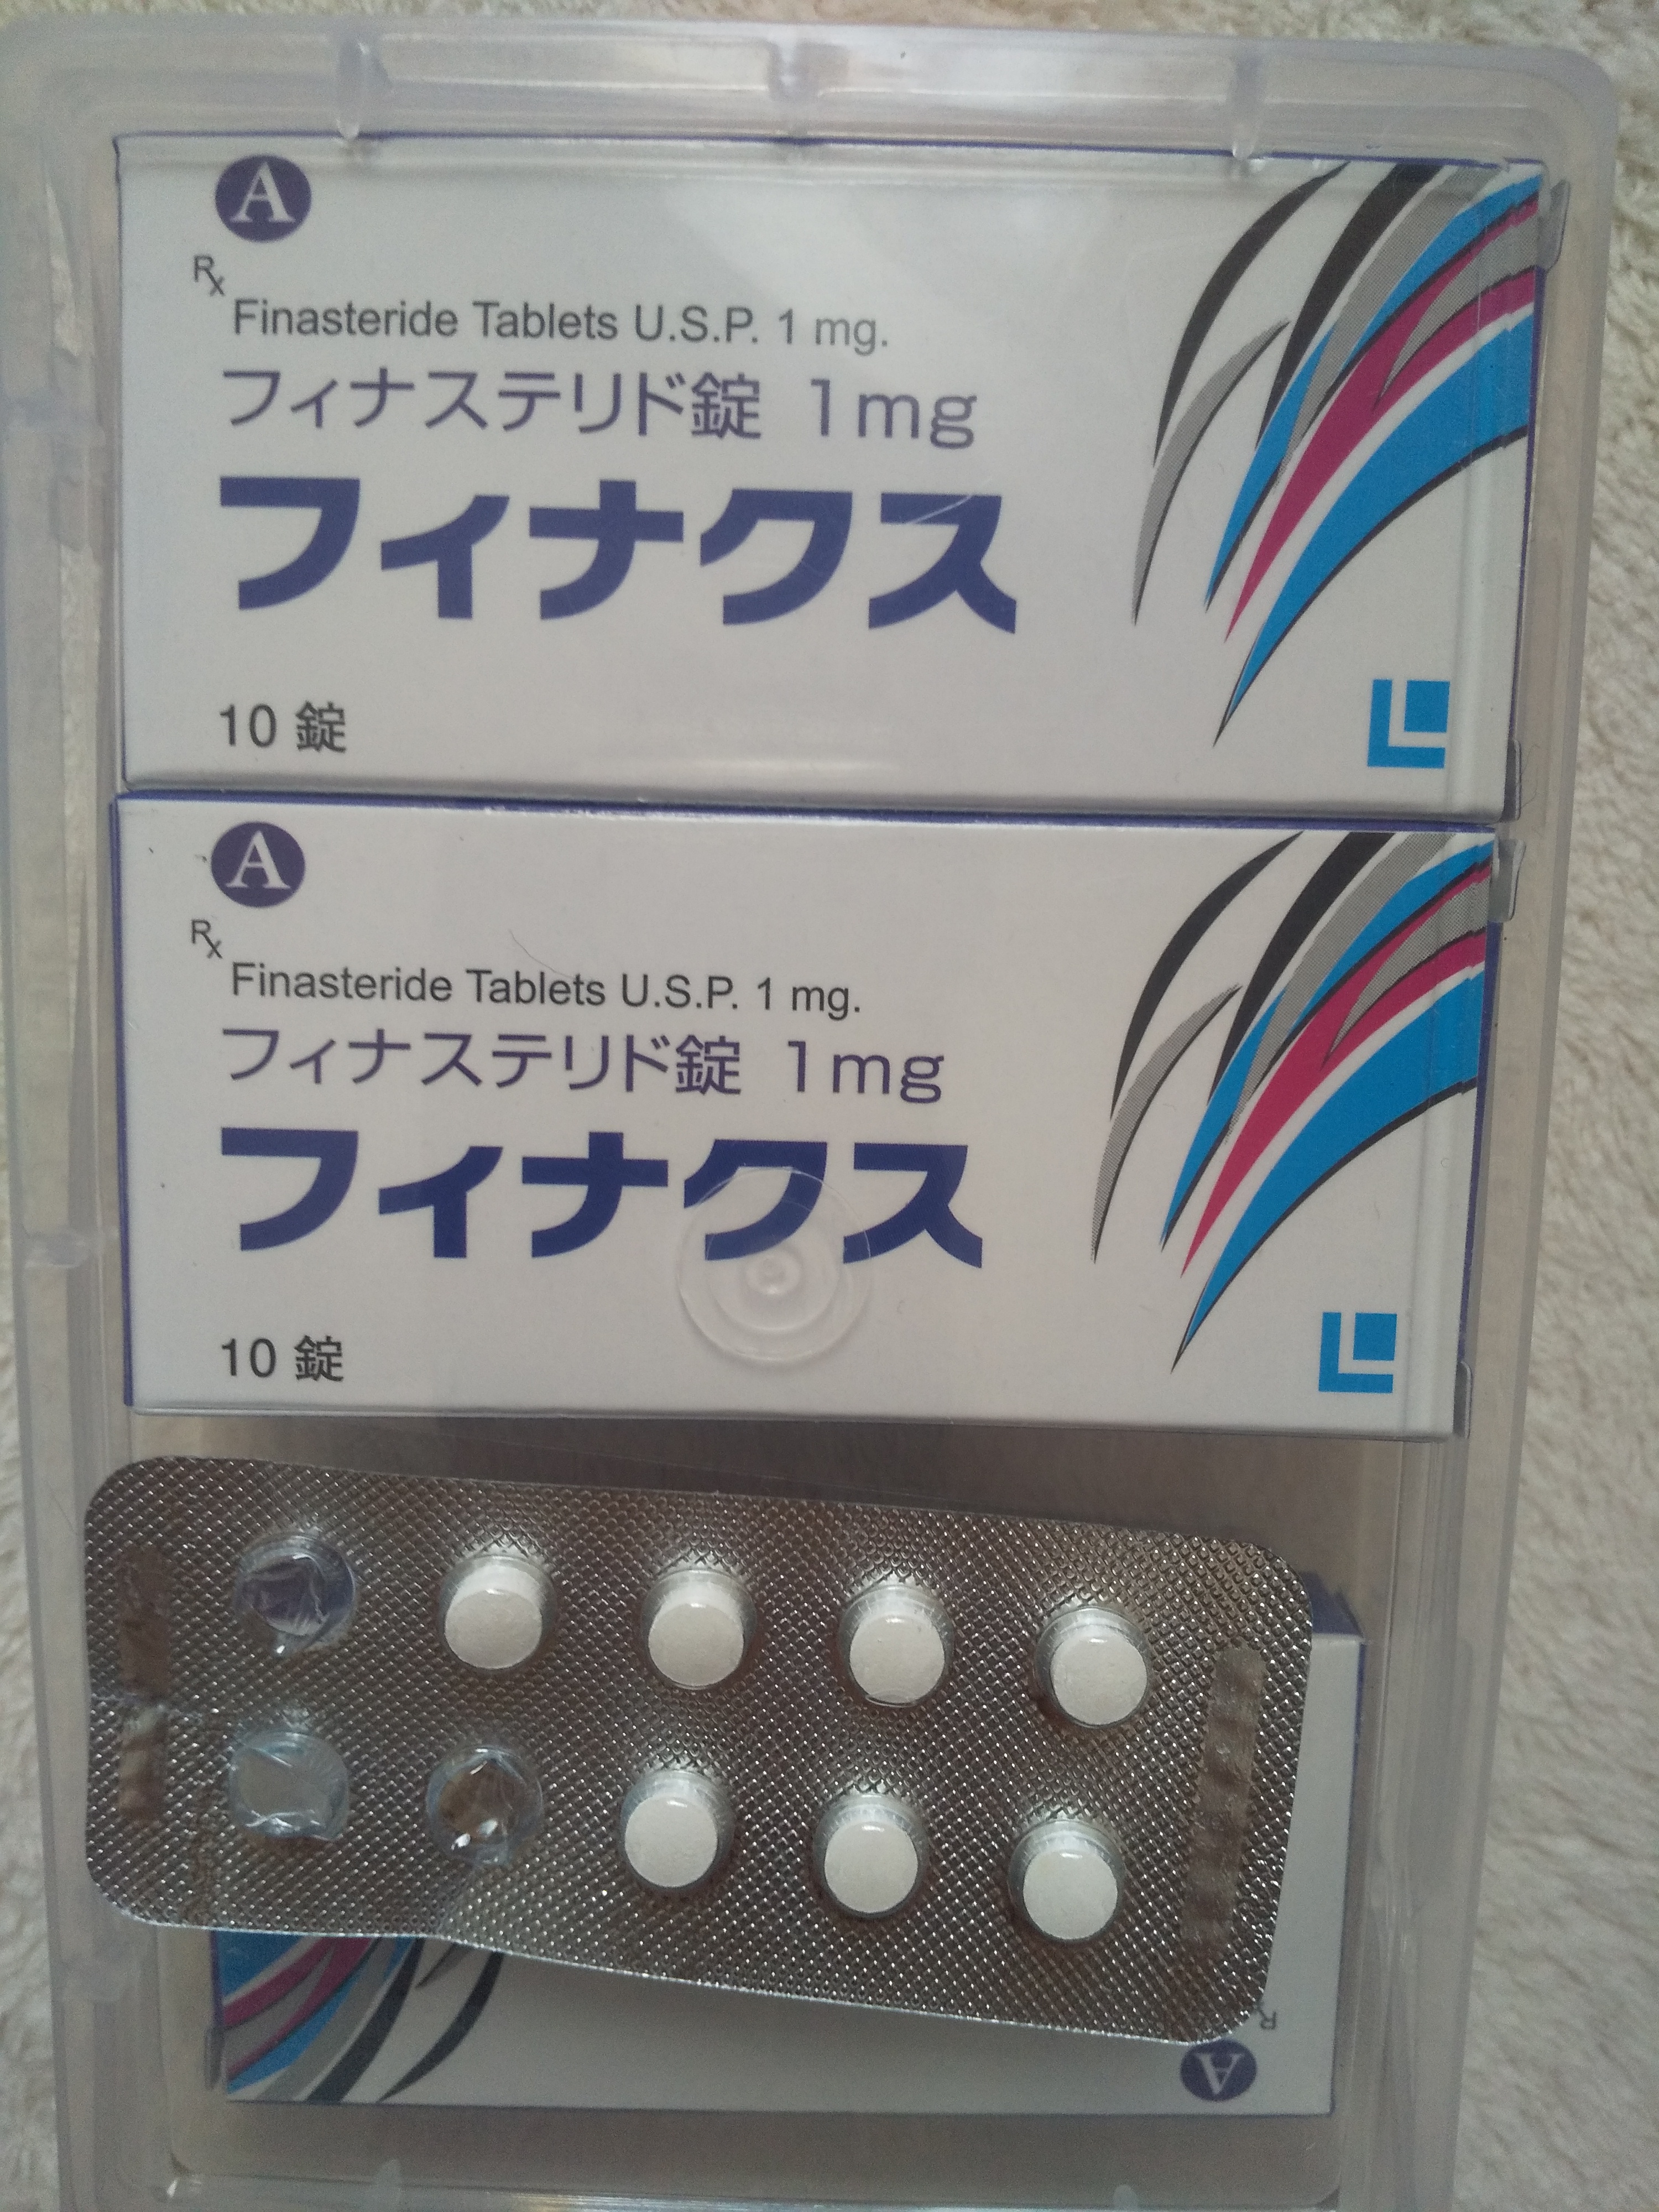 A
Rx
Finasteride Tablets U.S.P. 1 mg.
フィナステリド錠 1mg
フィナクス
10 錠
A
Rx
Finasteride Tablets U.S.P. 1 mg.
フィナステリド錠 1mg
フィナクス
10 錠
Rx
A